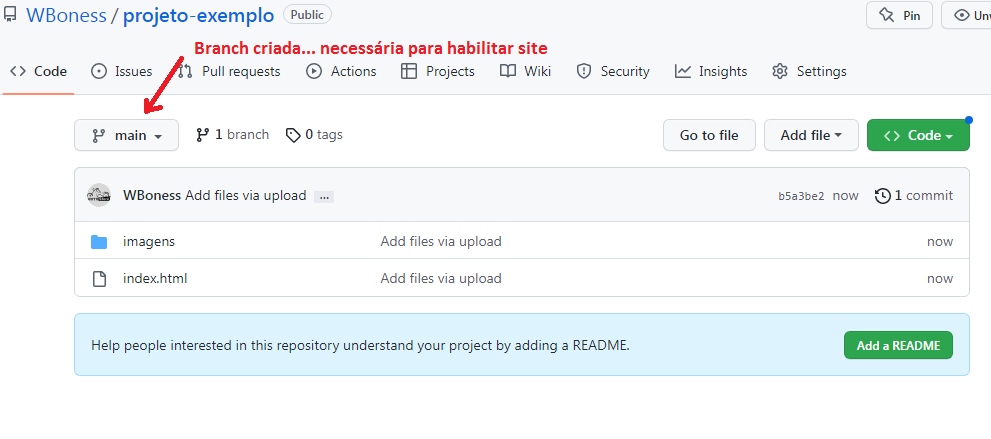 WBoness / projeto-exemplo Public Pin Unw
Branch criada... necessária para habilitar site
Code Issues Pull requests Actions Projects Wiki Security Insights Settings
main 1 branch 0 tags Go to file Add file Code
WBoness Add files via upload ... b5a3be2 now 1 commit
imagens Add files via upload now
index.html Add files via upload now
Help people interested in this repository understand your project by adding a README. Add a README